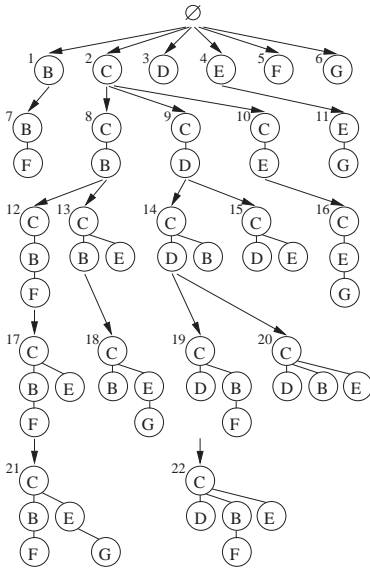 ∅
1 2 3 4 5 6
B C D E F G
7 8 9 10 11
B C C C E
F B D E G
12 13 14 15 16
C C C C C
B B E D B D E E
F G
17 18 19 20
C C C C
B E B E D B D B E
F G F
21 22
C C
B E D B E
F G F